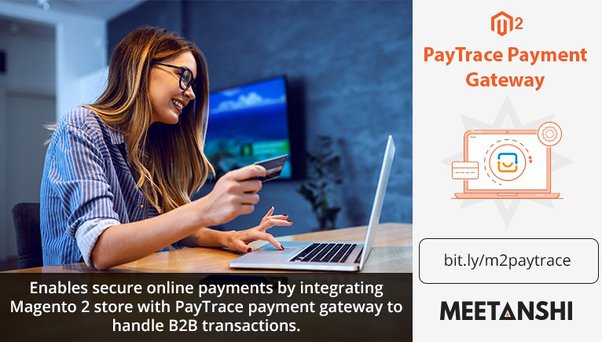 2
PayTrace Payment
Gateway
bit.ly/m2paytrace
MEETANSHI
Enables secure online payments by integrating
Magento 2 store with PayTrace payment gateway to
handle B2B transactions.